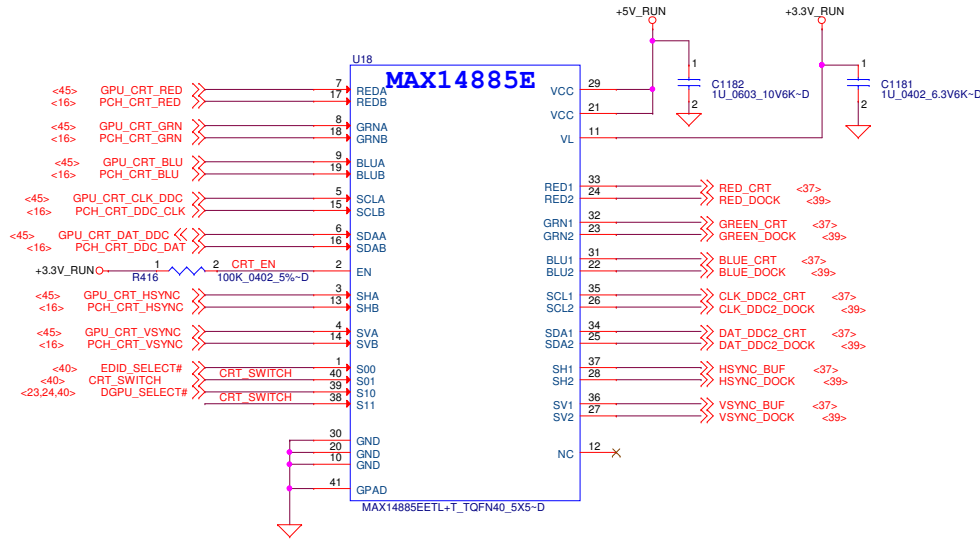 +5V_RUN
+3.3V_RUN
U18
MAX14885E
1
C1182
1U_0603_10V6K~D
2
1
C1181
1U_0402_6.3V6K~D
2
<45> GPU_CRT_RED 7 REDA
<16> PCH_CRT_RED 17 REDB
<45> GPU_CRT_GRN 8 GRNA
<16> PCH_CRT_GRN 18 GRNB
<45> GPU_CRT_BLU 9 BLUA
<16> PCH_CRT_BLU 19 BLUB
<45> GPU_CRT_CLK_DDC 5 SCLA
<16> PCH_CRT_DDC_CLK 15 SCLB
<45> GPU_CRT_DAT_DDC 6 SDAA
<16> PCH_CRT_DDC_DAT 16 SDAB
+3.3V_RUN 1 R416 2 CRT_EN 2 EN
100K_0402_5%~D
<45> GPU_CRT_HSYNC 3 SHA
<16> PCH_CRT_HSYNC 13 SHB
<45> GPU_CRT_VSYNC 4 SVA
<16> PCH_CRT_VSYNC 14 SVB
<40> EDID_SELECT# 1 S00
<40> CRT_SWITCH CRT_SWITCH 40 S01
<23,24,40> DGPU_SELECT# 39 S10
CRT_SWITCH 38 S11
30 GND
20 GND
10 GND
41 GPAD
VCC 29
VCC 21
VL 11
RED1 33 RED_CRT <37>
RED2 24 RED_DOCK <39>
GRN1 32 GREEN_CRT <37>
GRN2 23 GREEN_DOCK <39>
BLU1 31 BLUE_CRT <37>
BLU2 22 BLUE_DOCK <39>
SCL1 35 CLK_DDC2_CRT <37>
SCL2 26 CLK_DDC2_DOCK <39>
SDA1 34 DAT_DDC2_CRT <37>
SDA2 25 DAT_DDC2_DOCK <39>
SH1 37 HSYNC_BUF <37>
SH2 28 HSYNC_DOCK <39>
SV1 36 VSYNC_BUF <37>
SV2 27 VSYNC_DOCK <39>
NC 12
MAX14885EETL+T_TQFN40_5X5~D